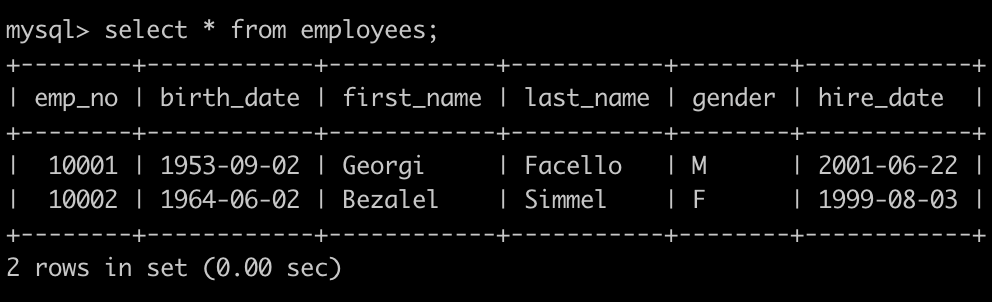 mysql> select * from employees;
+--------+------------+------------+-----------+--------+------------+
| emp_no | birth_date | first_name | last_name | gender | hire_date  |
+--------+------------+------------+-----------+--------+------------+
|  10001 | 1953-09-02 | Georgi     | Facello   | M      | 2001-06-22 |
|  10002 | 1964-06-02 | Bezalel    | Simmel    | F      | 1999-08-03 |
+--------+------------+------------+-----------+--------+------------+
2 rows in set (0.00 sec)